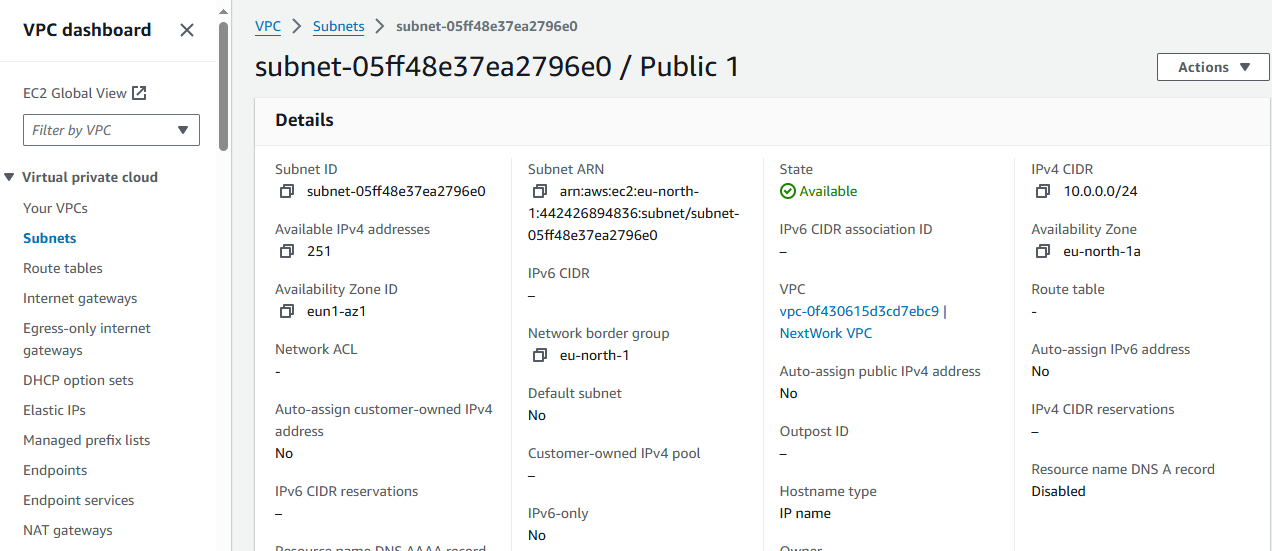 VPC dashboard
EC2 Global View
Filter by VPC
Virtual private cloud
Your VPCs
Subnets
Route tables
Internet gateways
Egress-only internet
gateways
DHCP option sets
Elastic IPs
Managed prefix lists
Endpoints
Endpoint services
NAT gateways
VPC > Subnets > subnet-05ff48e37ea2796e0
subnet-05ff48e37ea2796e0 / Public 1
Actions
Details
Subnet ID
subnet-05ff48e37ea2796e0
Available IPv4 addresses
251
Availability Zone ID
eun1-az1
Network ACL
-
Auto-assign customer-owned IPv4
address
No
IPv6 CIDR reservations
–
Resource name DNS AAAA record
Subnet ARN
arn:aws:ec2:eu-north-
1:442426894836:subnet/subnet-
05ff48e37ea2796e0
IPv6 CIDR
–
Network border group
eu-north-1
Default subnet
No
Customer-owned IPv4 pool
–
IPv6-only
No
State
Available
IPv6 CIDR association ID
–
VPC
vpc-0f430615d3cd7ebc9 |
NextWork VPC
Auto-assign public IPv4 address
No
Outpost ID
–
Hostname type
IP name
Owner
IPv4 CIDR
10.0.0.0/24
Availability Zone
eu-north-1a
Route table
-
Auto-assign IPv6 address
No
IPv4 CIDR reservations
–
Resource name DNS A record
Disabled